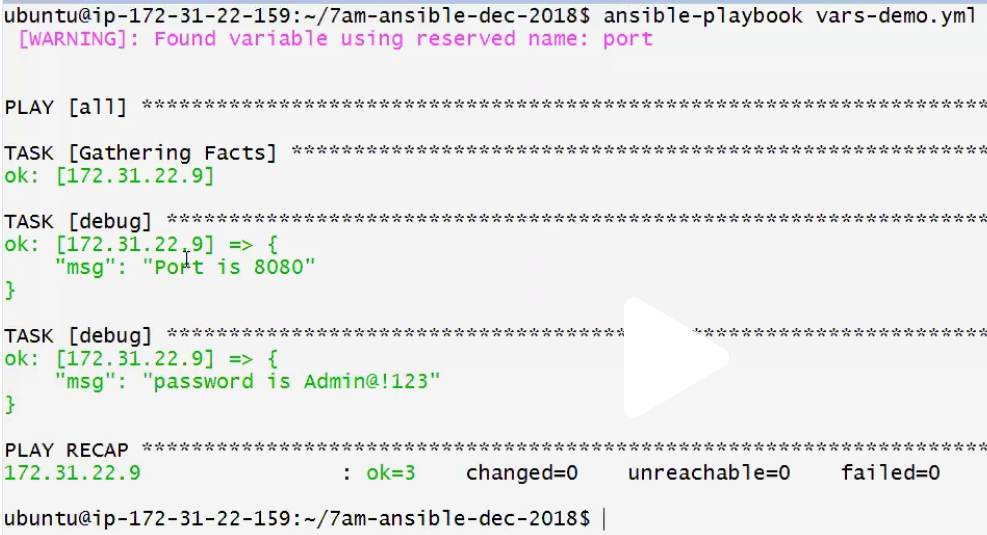 ubuntu@ip-172-31-22-159:~/7am-ansible-dec-2018$ ansible-playbook vars-demo.yml
[WARNING]: Found variable using reserved name: port
PLAY [all] *******************************************************************
TASK [Gathering Facts] *******************************************************
ok: [172.31.22.9]
TASK [debug] *****************************************************************
ok: [172.31.22.9] => {
    "msg": "Port is 8080"
}
TASK [debug] *****************************************************************
ok: [172.31.22.9] => {
    "msg": "password is Admin@!123"
}
PLAY RECAP *******************************************************************
172.31.22.9                : ok=3    changed=0    unreachable=0    failed=0
ubuntu@ip-172-31-22-159:~/7am-ansible-dec-2018$